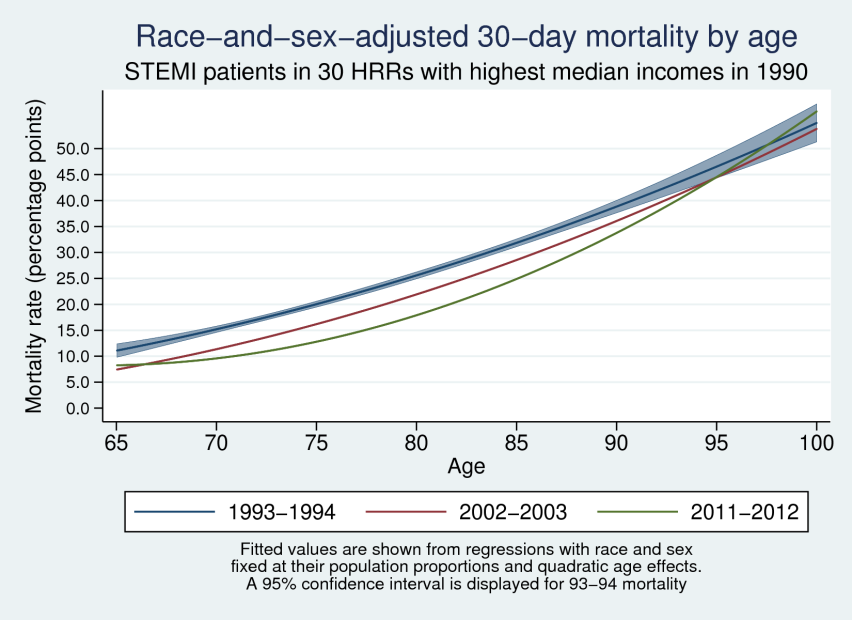 Race−and−sex−adjusted 30−day mortality by age
STEMI patients in 30 HRRs with highest median incomes in 1990
Mortality rate (percentage points)
50.0
45.0
40.0
35.0
30.0
25.0
20.0
15.0
10.0
5.0
0.0
65 70 75 80 85 90 95 100
Age
1993−1994 2002−2003 2011−2012
Fitted values are shown from regressions with race and sex
fixed at their population proportions and quadratic age effects.
A 95% confidence interval is displayed for 93−94 mortality